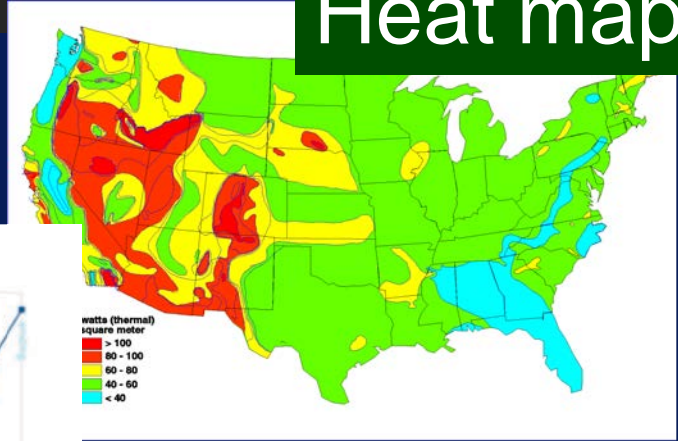 Heat map
watts (thermal)
square meter
> 100
80 - 100
60 - 80
40 - 60
< 40